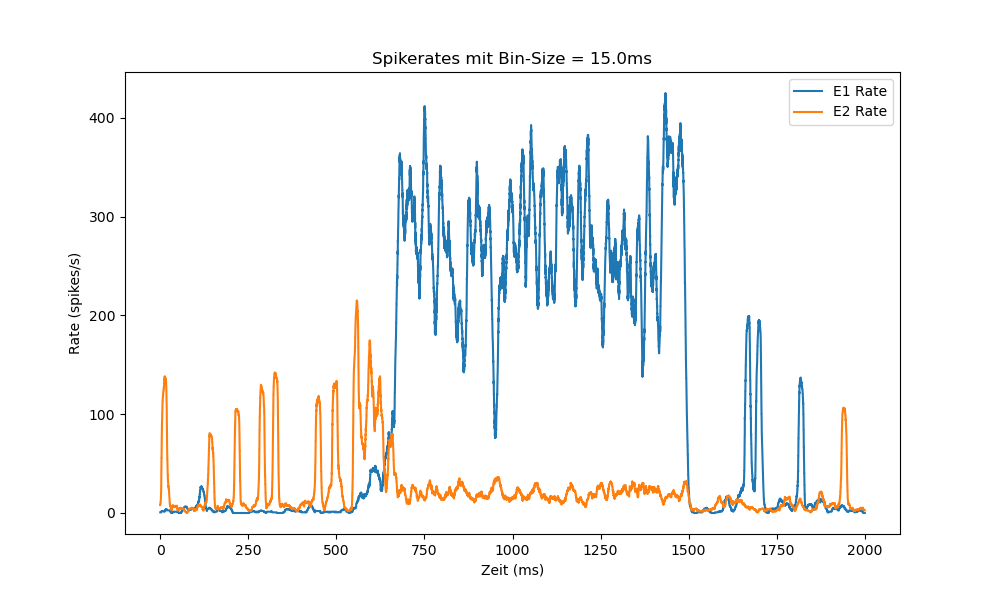 Spikerates mit Bin-Size = 15.0ms
E1 Rate
E2 Rate
400
300
200
100
0
Rate (spikes/s)
0 250 500 750 1000 1250 1500 1750 2000
Zeit (ms)